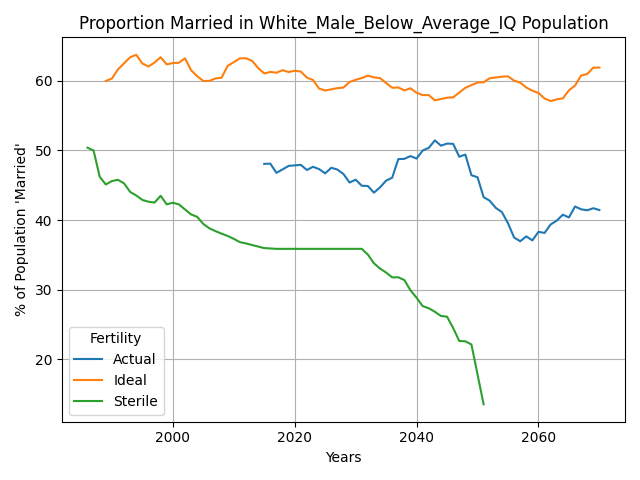 Proportion Married in White_Male_Below_Average_IQ Population
% of Population 'Married'
60
50
40
30
20
Fertility
Actual
Ideal
Sterile
2000
2020
2040
2060
Years